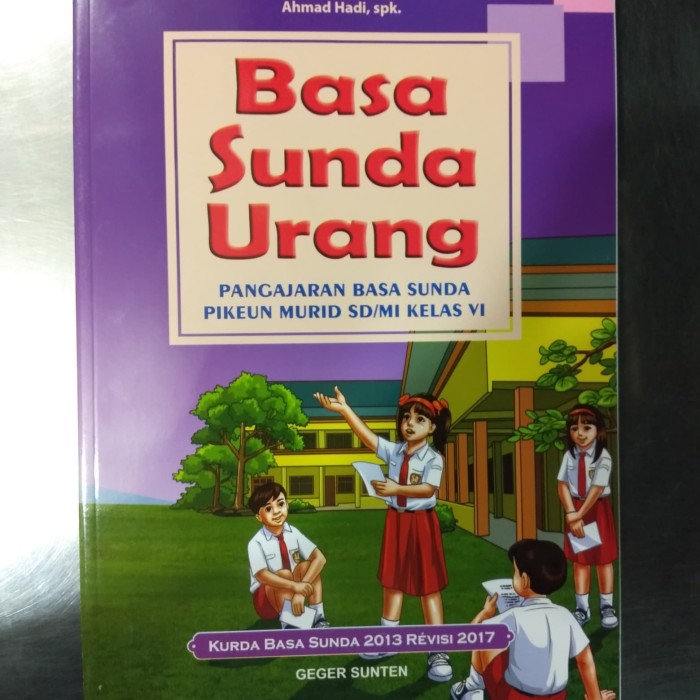 Ahmad Hadi, spk.
Basa
Sunda
Urang
PANGAJARAN BASA SUNDA
PIKEUN MURID SD/MI KELAS VI
KURDA BASA SUNDA 2013 RÉVISI 2017
GEGER SUNTEN